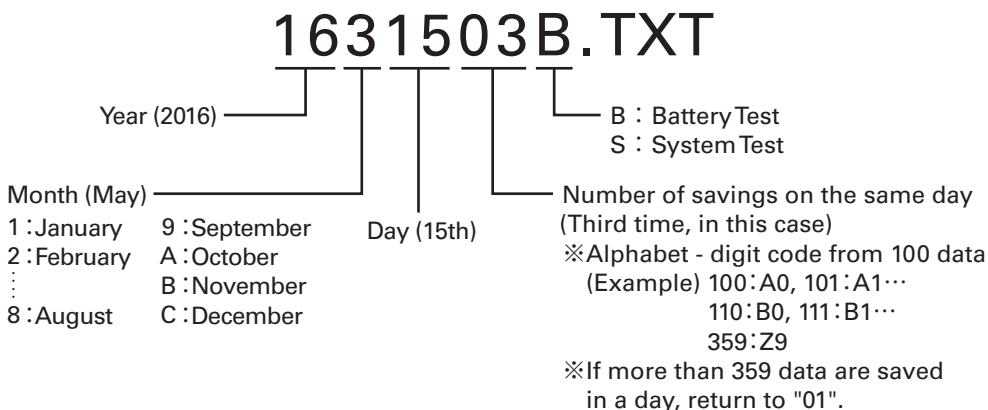 1631503B.TXT
Year (2016)
B : Battery Test
S : System Test
Month (May)
1 :January
2 :February
⋮
8 :August
9 :September
A :October
B :November
C :December
Day (15th)
Number of savings on the same day
(Third time, in this case)
※Alphabet - digit code from 100 data
(Example) 100:A0, 101:A1⋯
110:B0, 111:B1⋯
359:Z9
※If more than 359 data are saved
in a day, return to "01".